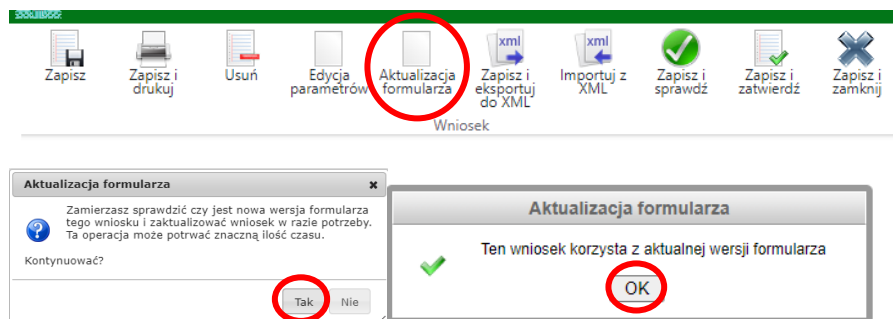 Zapisz
Zapisz i
drukuj
Usuń
Edycja
parametrów
Aktualizacja
formularza
Zapisz i
eksportuj
do XML
xml
Importuj z
XML
xml
Zapisz i
sprawdź
Zapisz i
zatwierdź
Zapisz i
zamknij
Wniosek
Aktualizacja formularza
Zamierzasz sprawdzić czy jest nowa wersja formularza
tego wniosku i zaktualizować wniosek w razie potrzeby.
Ta operacja może potrwać znaczną ilość czasu.
Kontynuować?
Tak
Nie
Aktualizacja formularza
Ten wniosek korzysta z aktualnej wersji formularza
OK